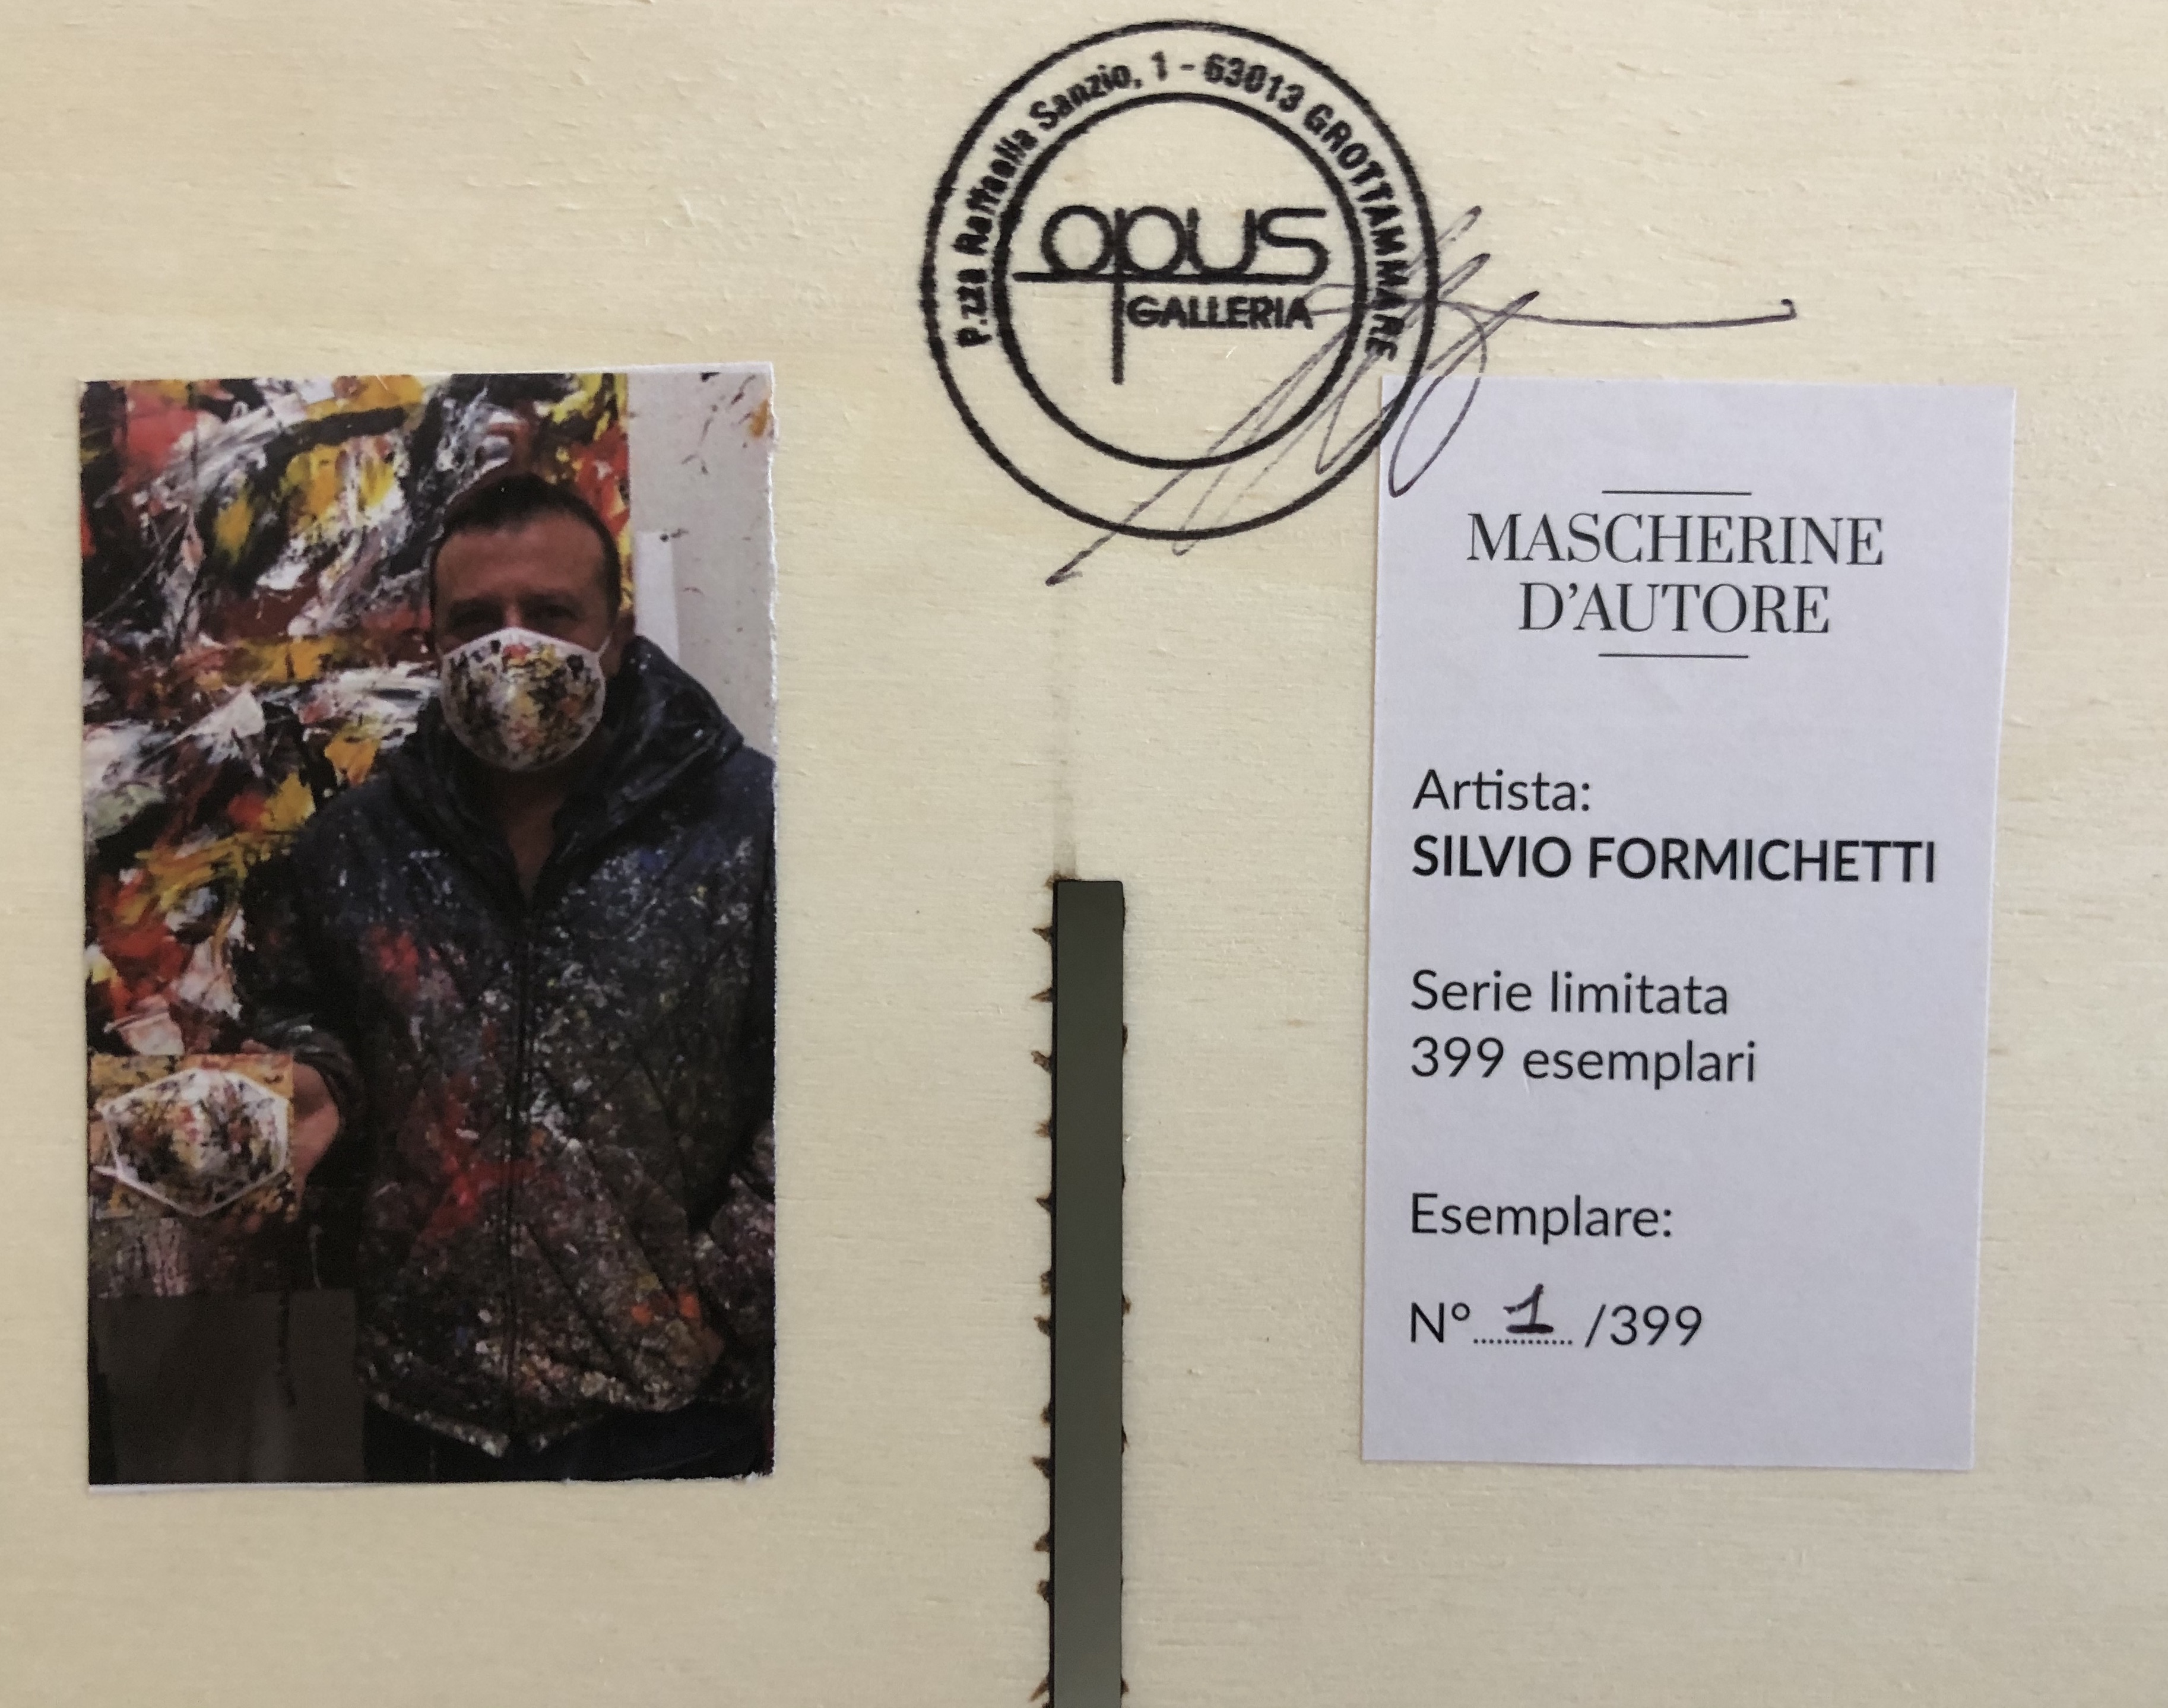 P.zza Raffaello Sanzio, 1 - 63013 GROTTAMMARE
opus
GALLERIA
MASCHERINE
D'AUTORE
Artista:
SILVIO FORMICHETTI
Serie limitata
399 esemplari
Esemplare:
N° 1 /399